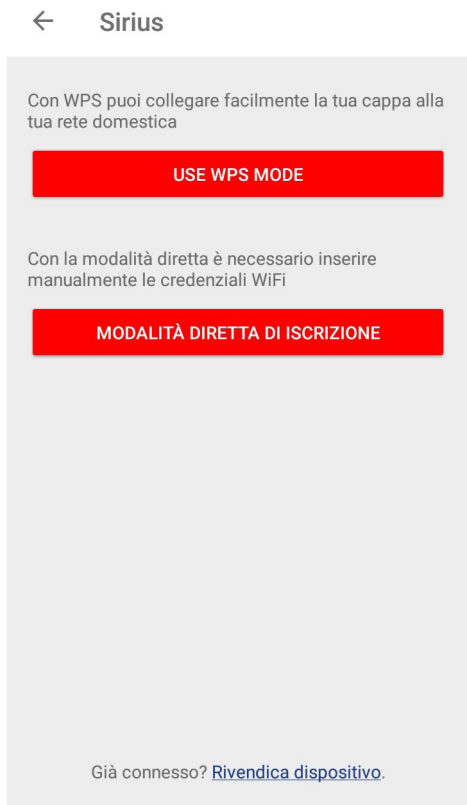 Sirius
Con WPS puoi collegare facilmente la tua cappa alla
tua rete domestica
USE WPS MODE
Con la modalità diretta è necessario inserire
manualmente le credenziali WiFi
MODALITÀ DIRETTA DI ISCRIZIONE
Già connesso? Rivendica dispositivo.